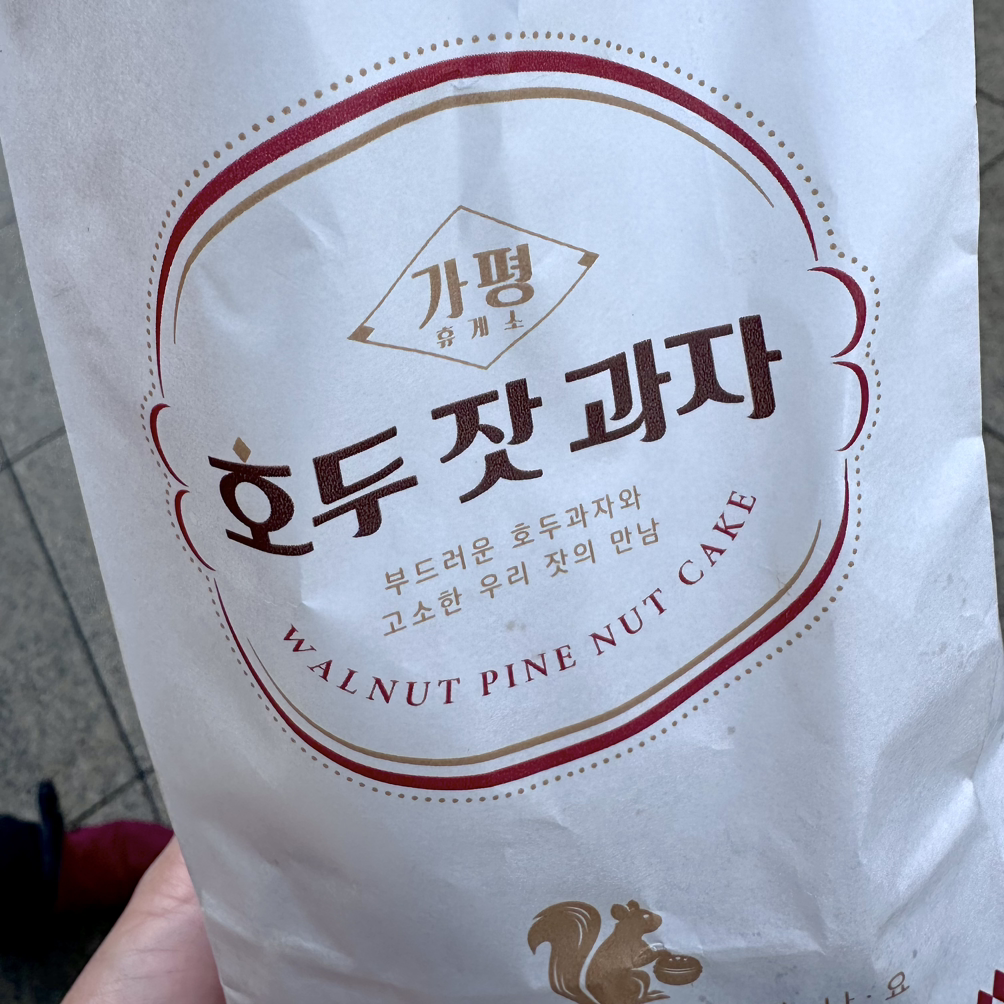 가평
휴게소
호두 잣 과자
부드러운 호두과자와
고소한 우리 잣의 만남
WALNUT PINE NUT CAKE
요